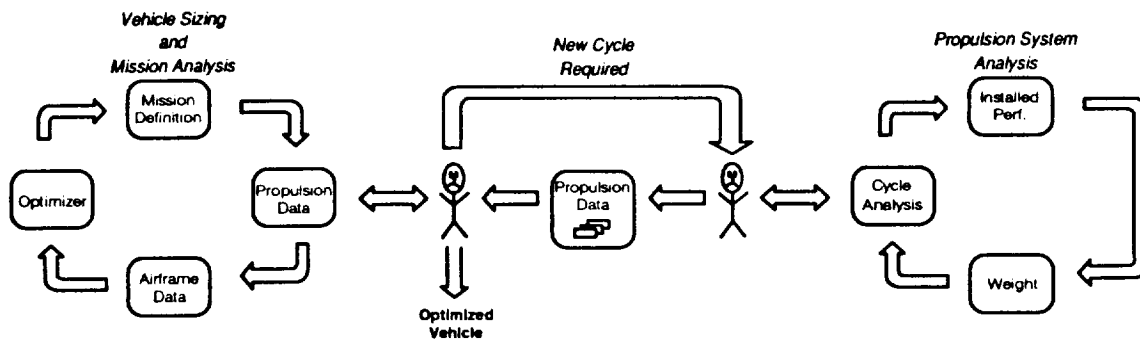 Vehicle Sizing
and
Mission Analysis
Mission
Definition
Optimizer
Propulsion
Data
Airframe
Data
New Cycle
Required
Propulsion
Data
Optimized
Vehicle
Propulsion System
Analysis
Installed
Perf.
Cycle
Analysis
Weight